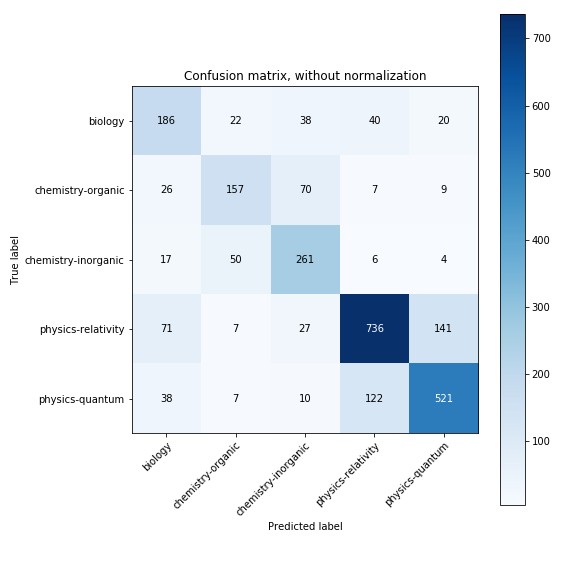 Confusion matrix, without normalization
True label
biology 186 22 38 40 20
chemistry-organic 26 157 70 7 9
chemistry-inorganic 17 50 261 6 4
physics-relativity 71 7 27 736 141
physics-quantum 38 7 10 122 521
biology
chemistry-organic
chemistry-inorganic
physics-relativity
physics-quantum
Predicted label
700
600
500
400
300
200
100